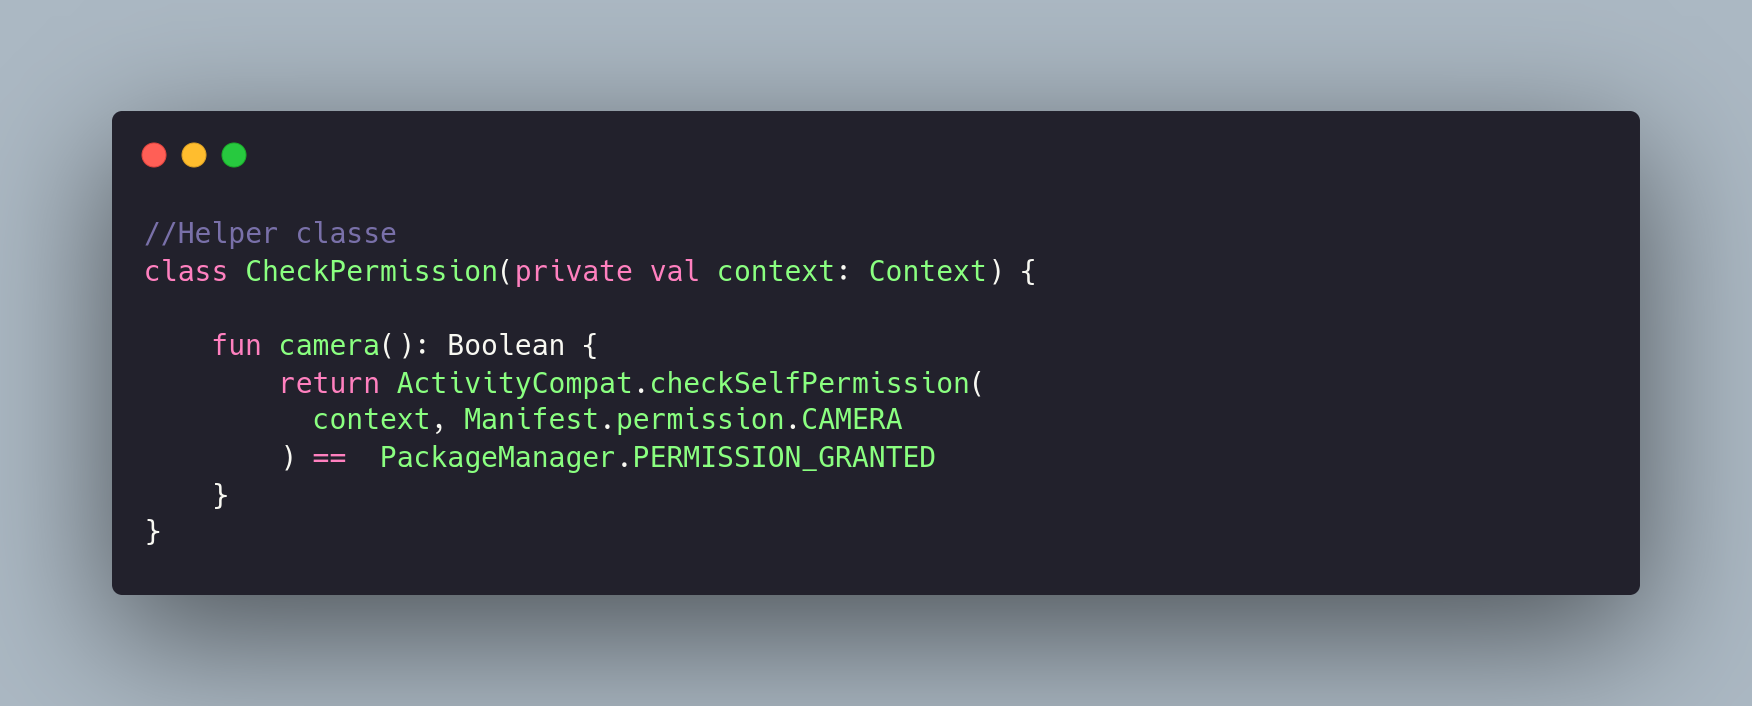 //Helper classe
class CheckPermission(private val context: Context) {
    fun camera(): Boolean {
        return ActivityCompat.checkSelfPermission(
          context, Manifest.permission.CAMERA
        ) ==  PackageManager.PERMISSION_GRANTED
    }
}